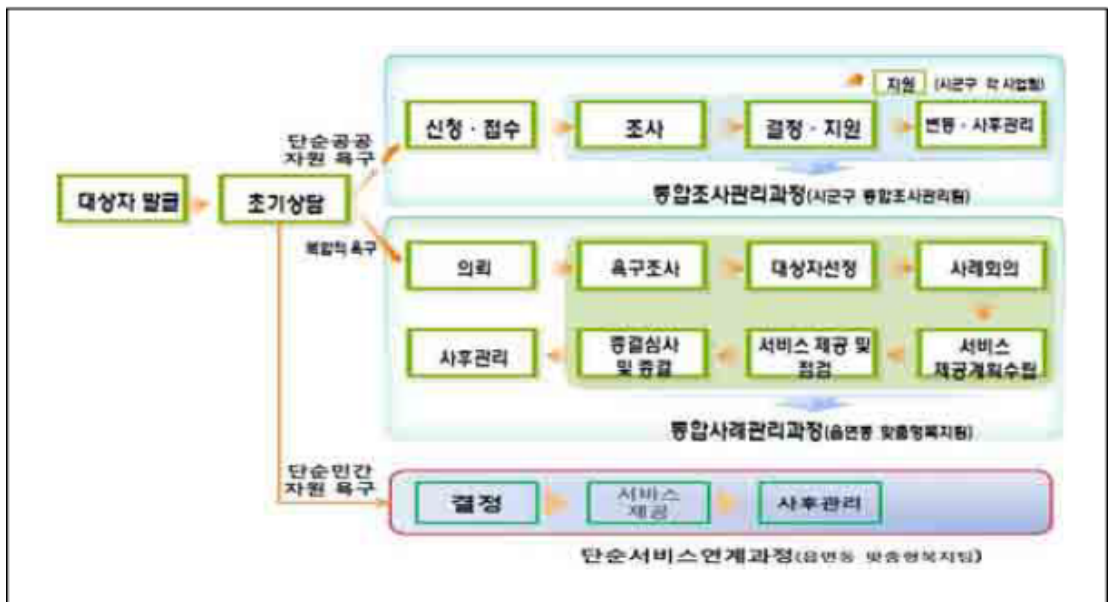 지원 (시군구 각 사업팀)
신청·접수
조사
결정·지원
변동·사후관리
통합조사관리과정(시군구 통합조사관리팀)
단순공공
자원 욕구
대상자 발굴
초기상담
복합적 욕구
의뢰
욕구조사
대상자선정
사례회의
서비스
제공계획수립
서비스 제공 및
점검
종결심사
및 종결
사후관리
통합사례관리과정(읍면동 맞춤형복지팀)
단순민간
자원 욕구
결정
서비스
제공
사후관리
단순서비스연계과정(읍면동 맞춤형복지팀)